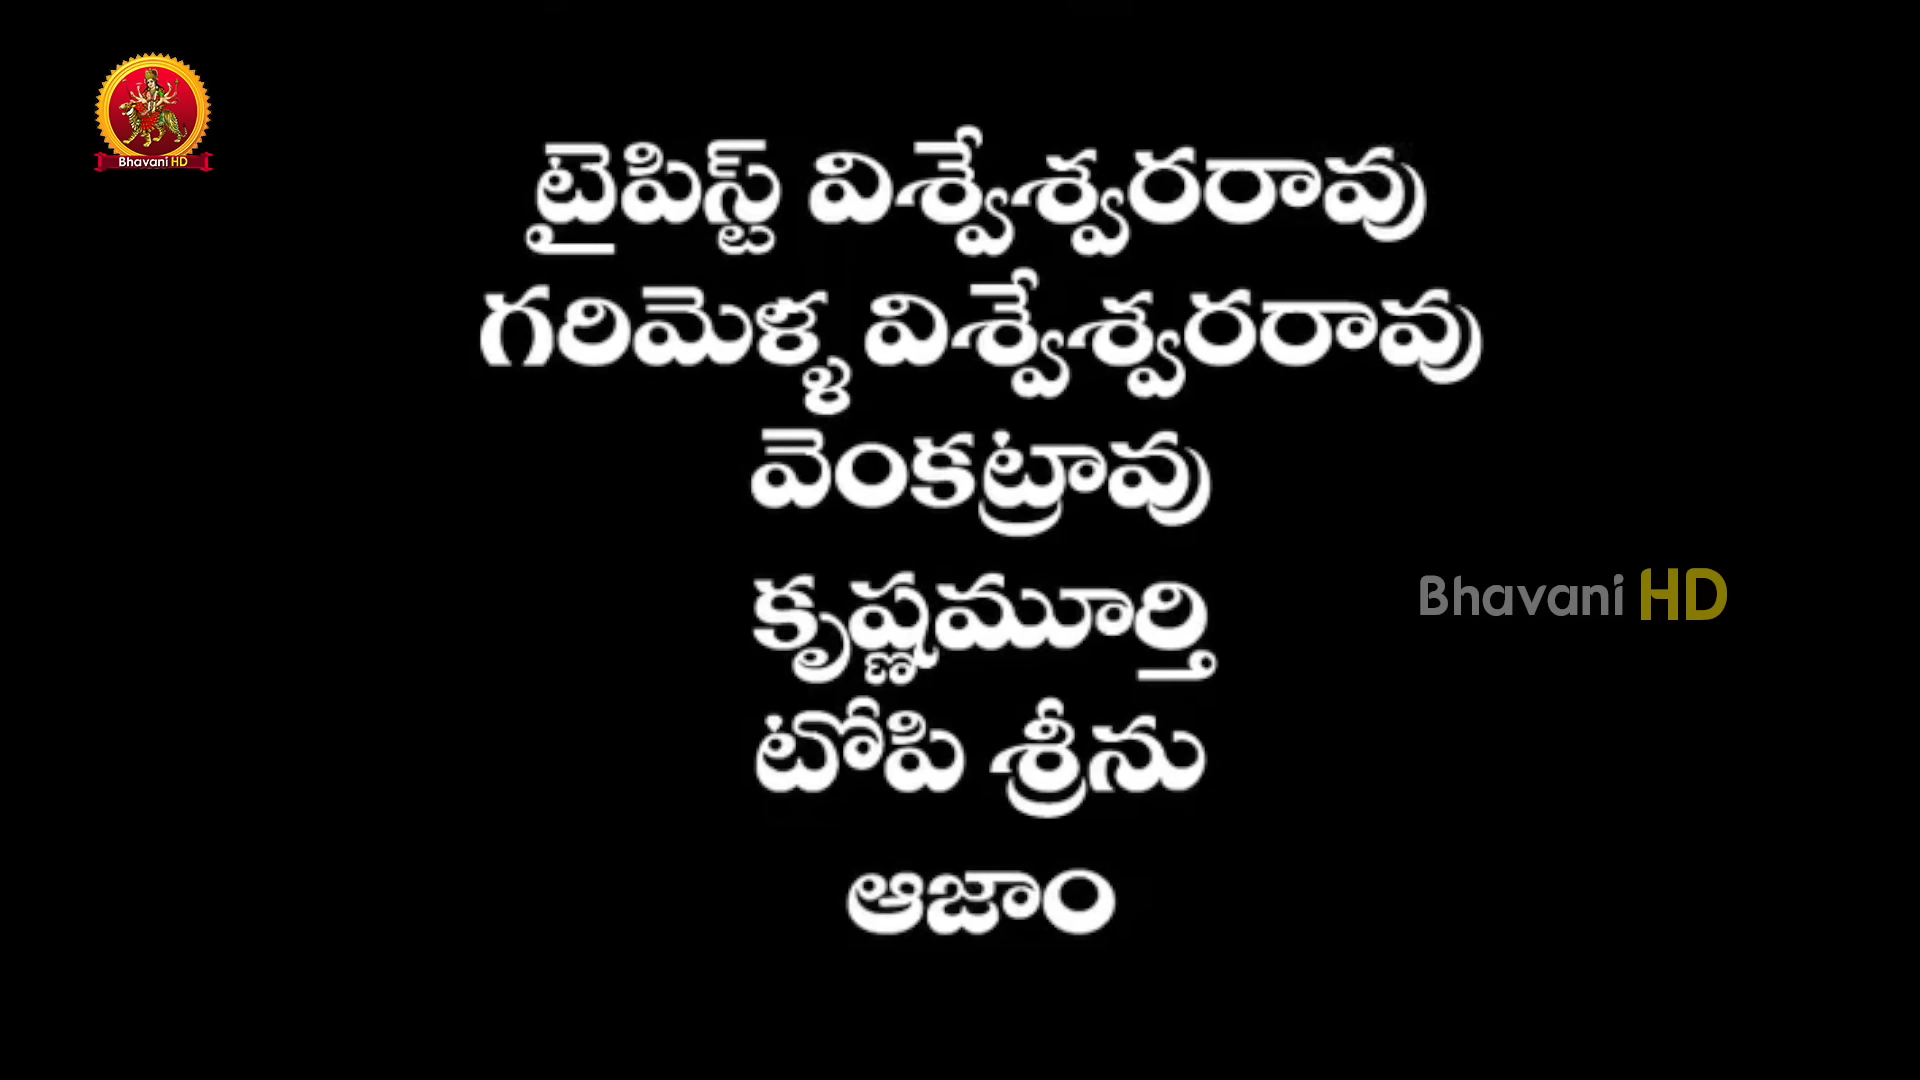 Bhavani HD
టైపిస్ట్ విశ్వేశ్వరరావు
గరిమెళ్ళ విశ్వేశ్వరరావు
వెంకట్రావు
కృష్ణమూర్తి
Bhavani HD
టోపి శ్రీను
ఆజాం